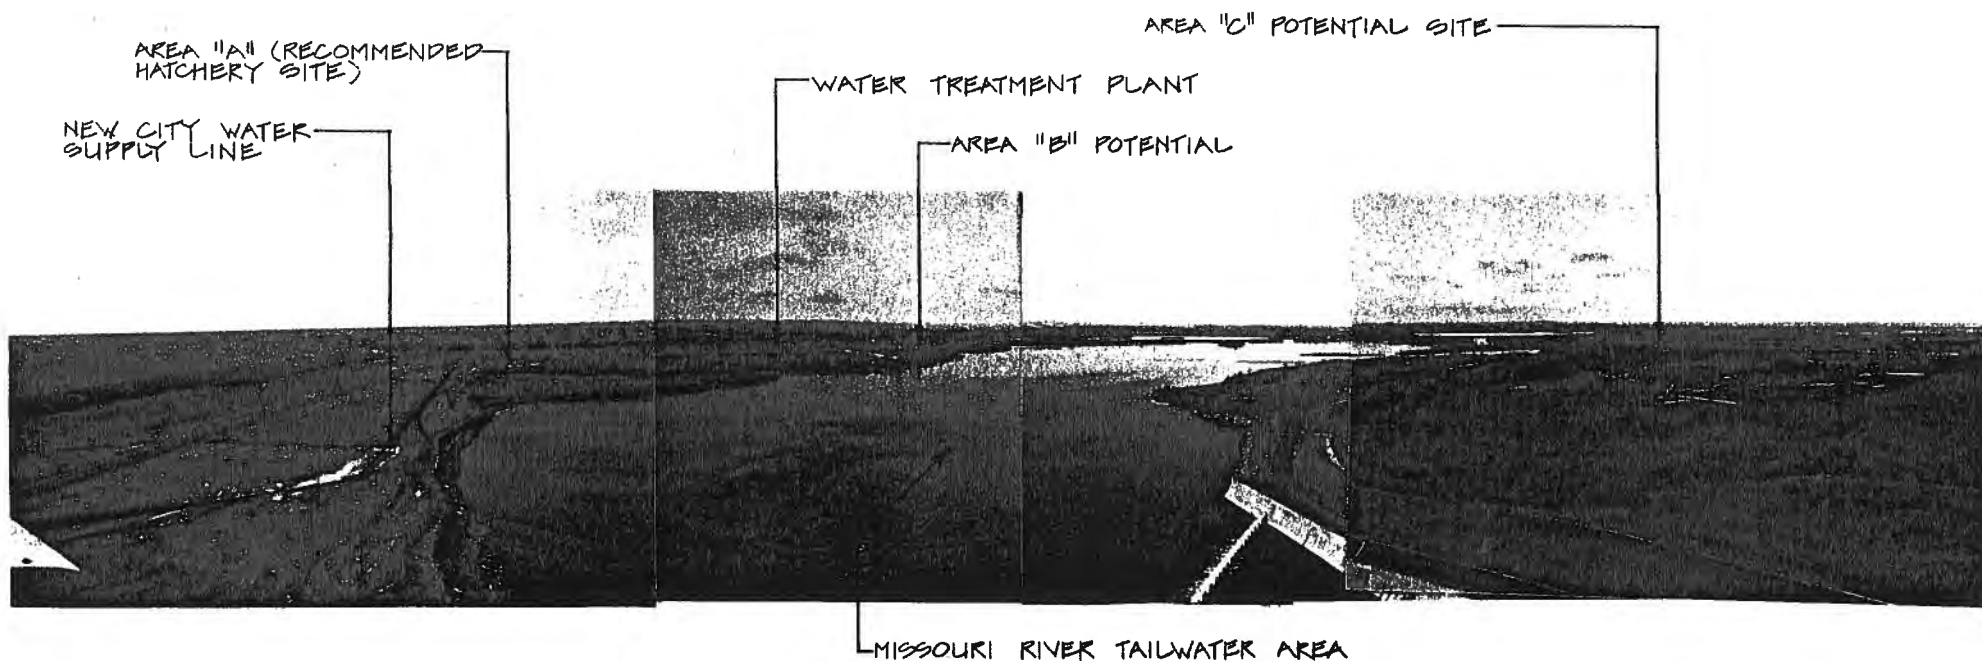 AREA "C" POTENTIAL SITE
AREA "A" (RECOMMENDED
HATCHERY SITE)
WATER TREATMENT PLANT
NEW CITY WATER
SUPPLY LINE
AREA "B" POTENTIAL
MISSOURI RIVER TAILWATER AREA